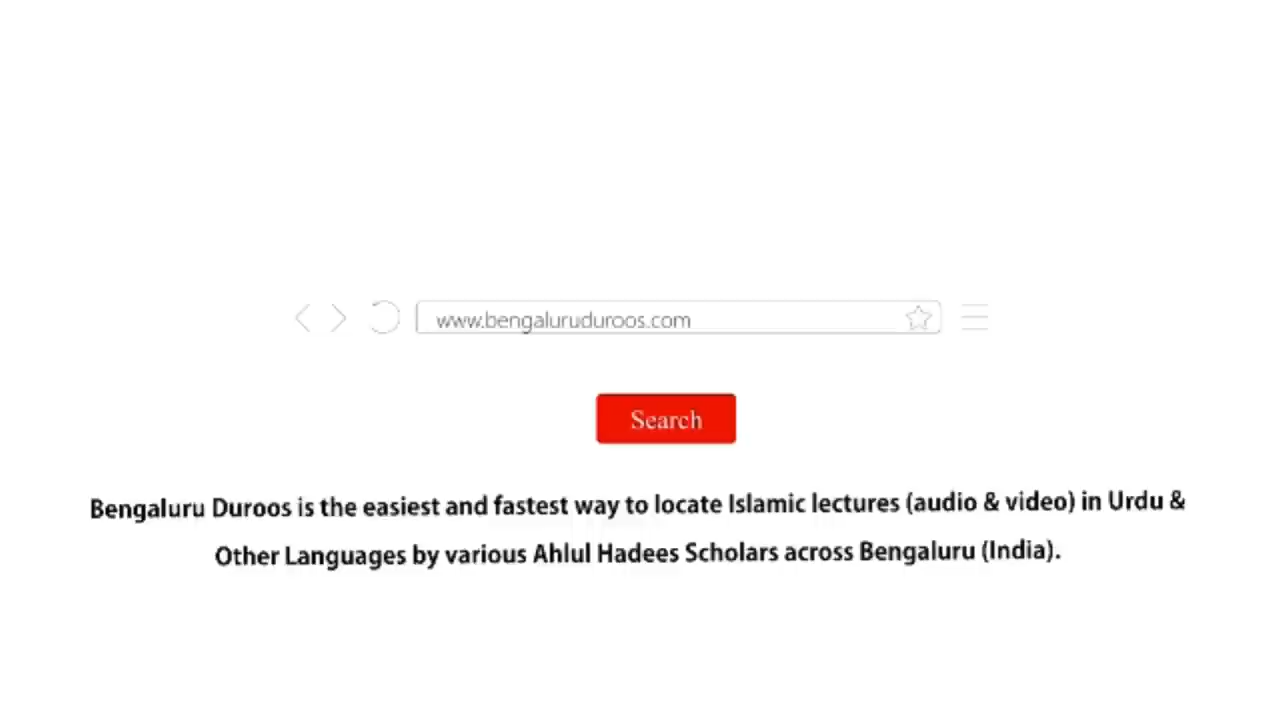 www.bengaluruduroos.com
Search
Bengaluru Duroos is the easiest and fastest way to locate Islamic lectures (audio & video) in Urdu &
Other Languages by various Ahlul Hadees Scholars across Bengaluru (India).